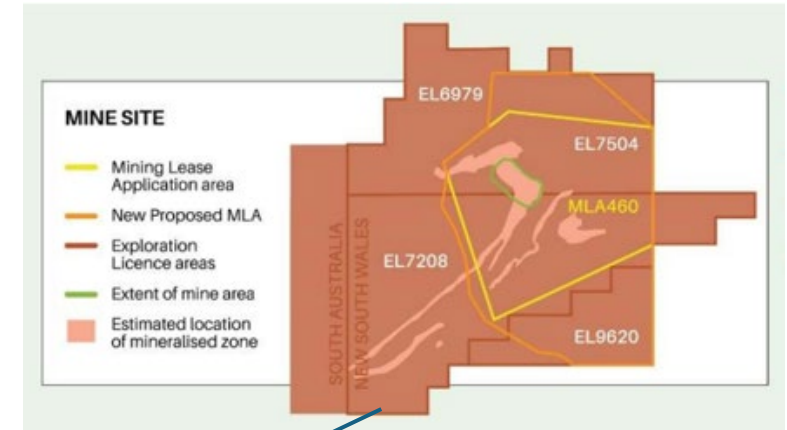 MINE SITE
Mining Lease
Application area
New Proposed MLA
Exploration
Licence areas
Extent of mine area
Estimated location
of mineralised zone
EL6979
EL7504
MLA460
EL7208
EL9620
SOUTH AUSTRALIA
NEW SOUTH WALES